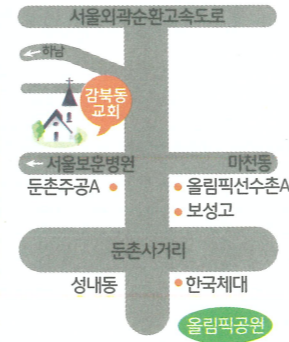 서울외곽순환고속도로
←하남
감북동
교회
←서울보훈병원 마천동
둔촌주공A • • 올림픽선수촌A
• 보성고
둔촌사거리
성내동 • 한국체대
올림픽공원